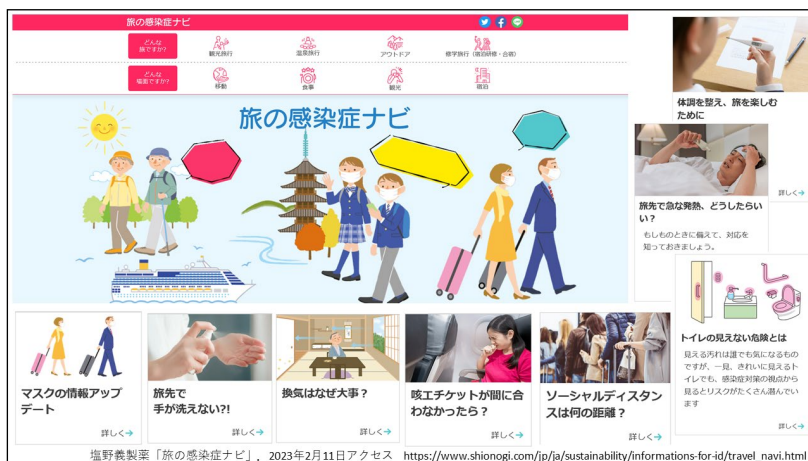 旅の感染症ナビ
どんな
旅ですか?
観光旅行
温泉旅行
アウトドア
修学旅行(宿泊研修・合宿)
どんな
場面ですか?
移動
食事
観光
宿泊
旅の感染症ナビ
体調を整え、旅を楽しむ
ために
詳しく→
旅先で急な発熱、どうしたらい
い?
もしものときに備えて、対応を
知っておきましょう。
トイレの見えない危険とは
見える汚れは誰でも気になるもの
ですが、一見、きれいに見えるト
イレでも、感染症対策の視点から
見るとリスクがたくさん潜んでい
ます
詳しく→
マスクの情報アップ
デート
詳しく→
旅先で
手が洗えない?!
詳しく→
換気はなぜ大事?
詳しく→
咳エチケットが間に合
わなかったら?
詳しく→
ソーシャルディスタン
スは何の距離?
詳しく→
塩野義製薬「旅の感染症ナビ」, 2023年2月11日アクセス https://www.shionogi.com/jp/ja/sustainability/informations-for-id/travel_navi.html